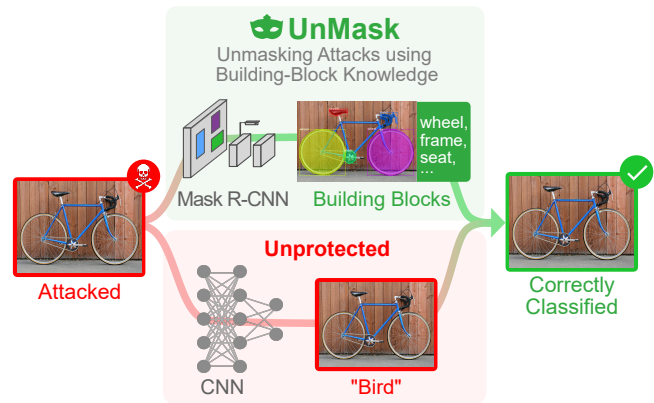 UnMask
Unmasking Attacks using
Building-Block Knowledge
wheel,
frame,
seat,
...
Mask R-CNN
Building Blocks
Attacked
Unprotected
CNN
"Bird"
Correctly
Classified